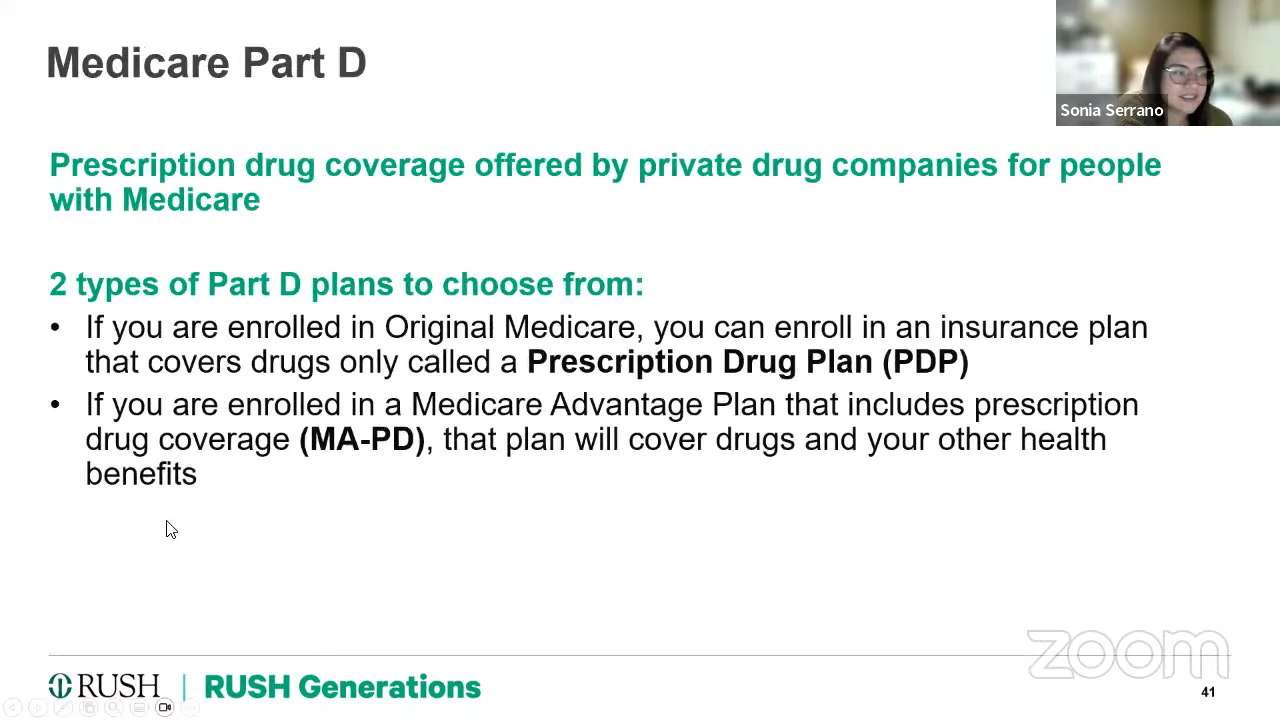 Medicare Part D
Sonia Serrano
Prescription drug coverage offered by private drug companies for people
with Medicare
2 types of Part D plans to choose from:
• If you are enrolled in Original Medicare, you can enroll in an insurance plan
that covers drugs only called a Prescription Drug Plan (PDP)
• If you are enrolled in a Medicare Advantage Plan that includes prescription
drug coverage (MA-PD), that plan will cover drugs and your other health
benefits
zoom
RUSH | RUSH Generations
41